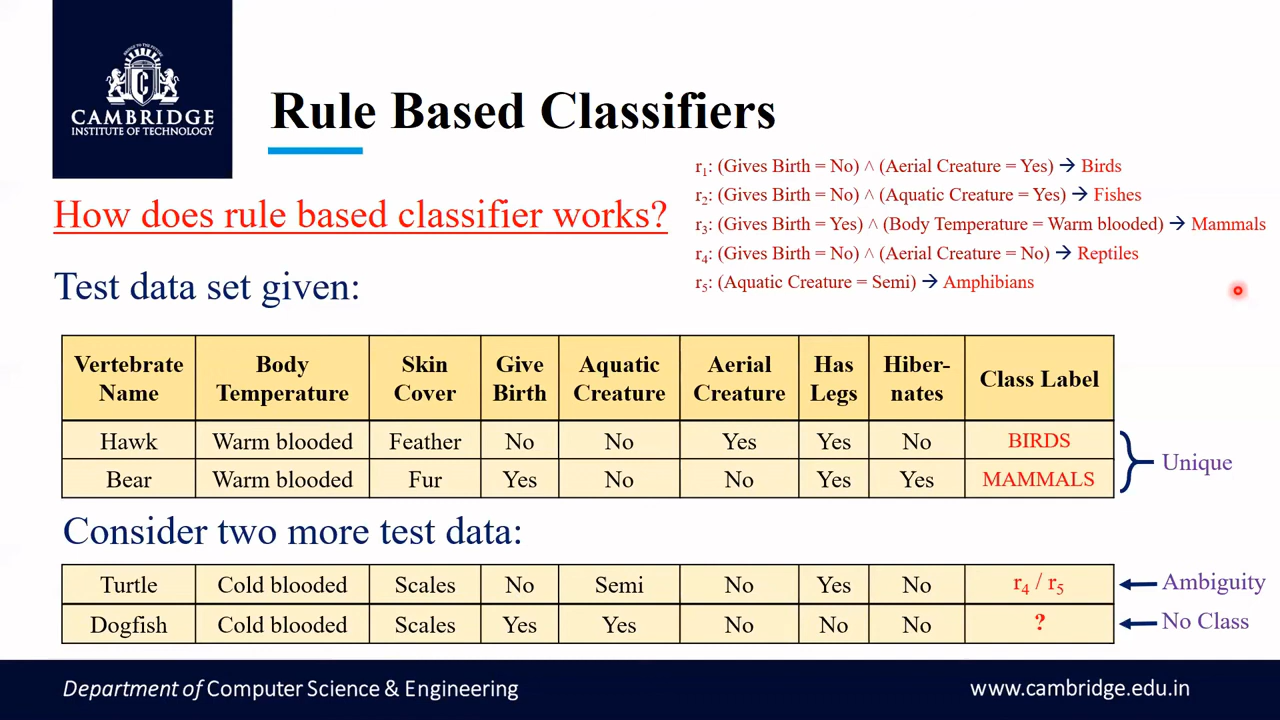 CAMBRIDGE
INSTITUTE OF TECHNOLOGY
Rule Based Classifiers
r₁: (Gives Birth = No) ^ (Aerial Creature = Yes) → Birds
r₂: (Gives Birth = No) ^ (Aquatic Creature = Yes) → Fishes
r₃: (Gives Birth = Yes) ^ (Body Temperature = Warm blooded) → Mammals
r₄: (Gives Birth = No) ^ (Aerial Creature = No) → Reptiles
r₅: (Aquatic Creature = Semi) → Amphibians
How does rule based classifier works?
Test data set given:
Vertebrate Name Body Temperature Skin Cover Give Birth Aquatic Creature Aerial Creature Has Legs Hiber-nates Class Label
Hawk Warm blooded Feather No No Yes Yes No BIRDS
Bear Warm blooded Fur Yes No No Yes Yes MAMMALS
Unique
Consider two more test data:
Turtle Cold blooded Scales No Semi No Yes No r₄ / r₅ Ambiguity
Dogfish Cold blooded Scales Yes Yes No No No ? No Class
Department of Computer Science & Engineering
www.cambridge.edu.in